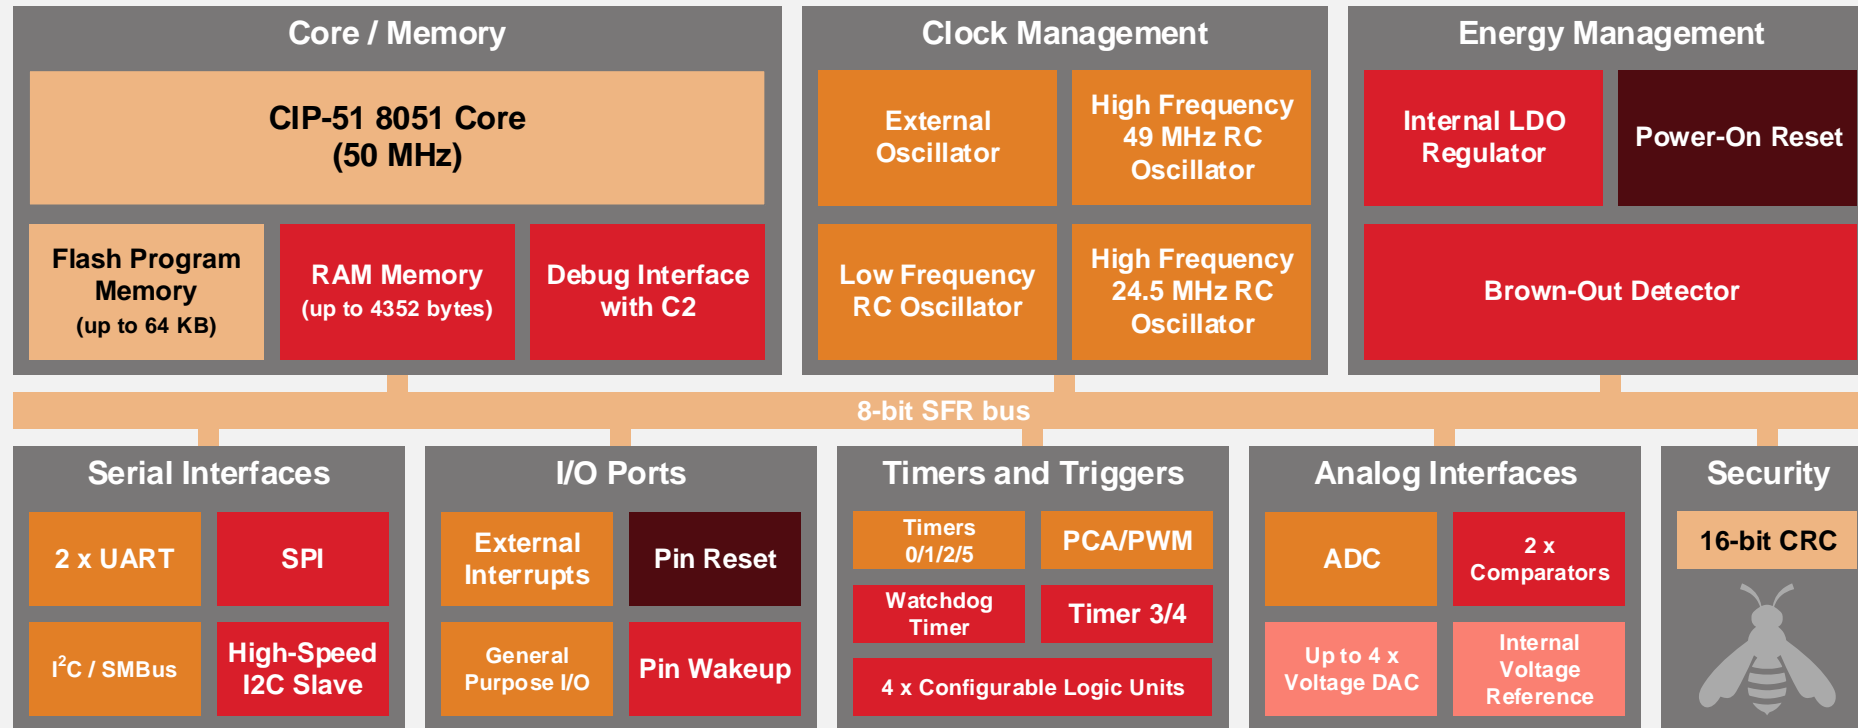 Core / Memory
CIP-51 8051 Core
(50 MHz)
Flash Program
Memory
(up to 64 KB)
RAM Memory
(up to 4352 bytes)
Debug Interface
with C2
Clock Management
External
Oscillator
High Frequency
49 MHz RC
Oscillator
Low Frequency
RC Oscillator
High Frequency
24.5 MHz RC
Oscillator
Energy Management
Internal LDO
Regulator
Power-On Reset
Brown-Out Detector
8-bit SFR bus
Serial Interfaces
2 x UART
SPI
I²C / SMBus
High-Speed
I2C Slave
I/O Ports
External
Interrupts
Pin Reset
General
Purpose I/O
Pin Wakeup
Timers and Triggers
Timers
0/1/2/5
PCA/PWM
Watchdog
Timer
Timer 3/4
4 x Configurable Logic Units
Analog Interfaces
ADC
2 x
Comparators
Up to 4 x
Voltage DAC
Internal
Voltage
Reference
Security
16-bit CRC